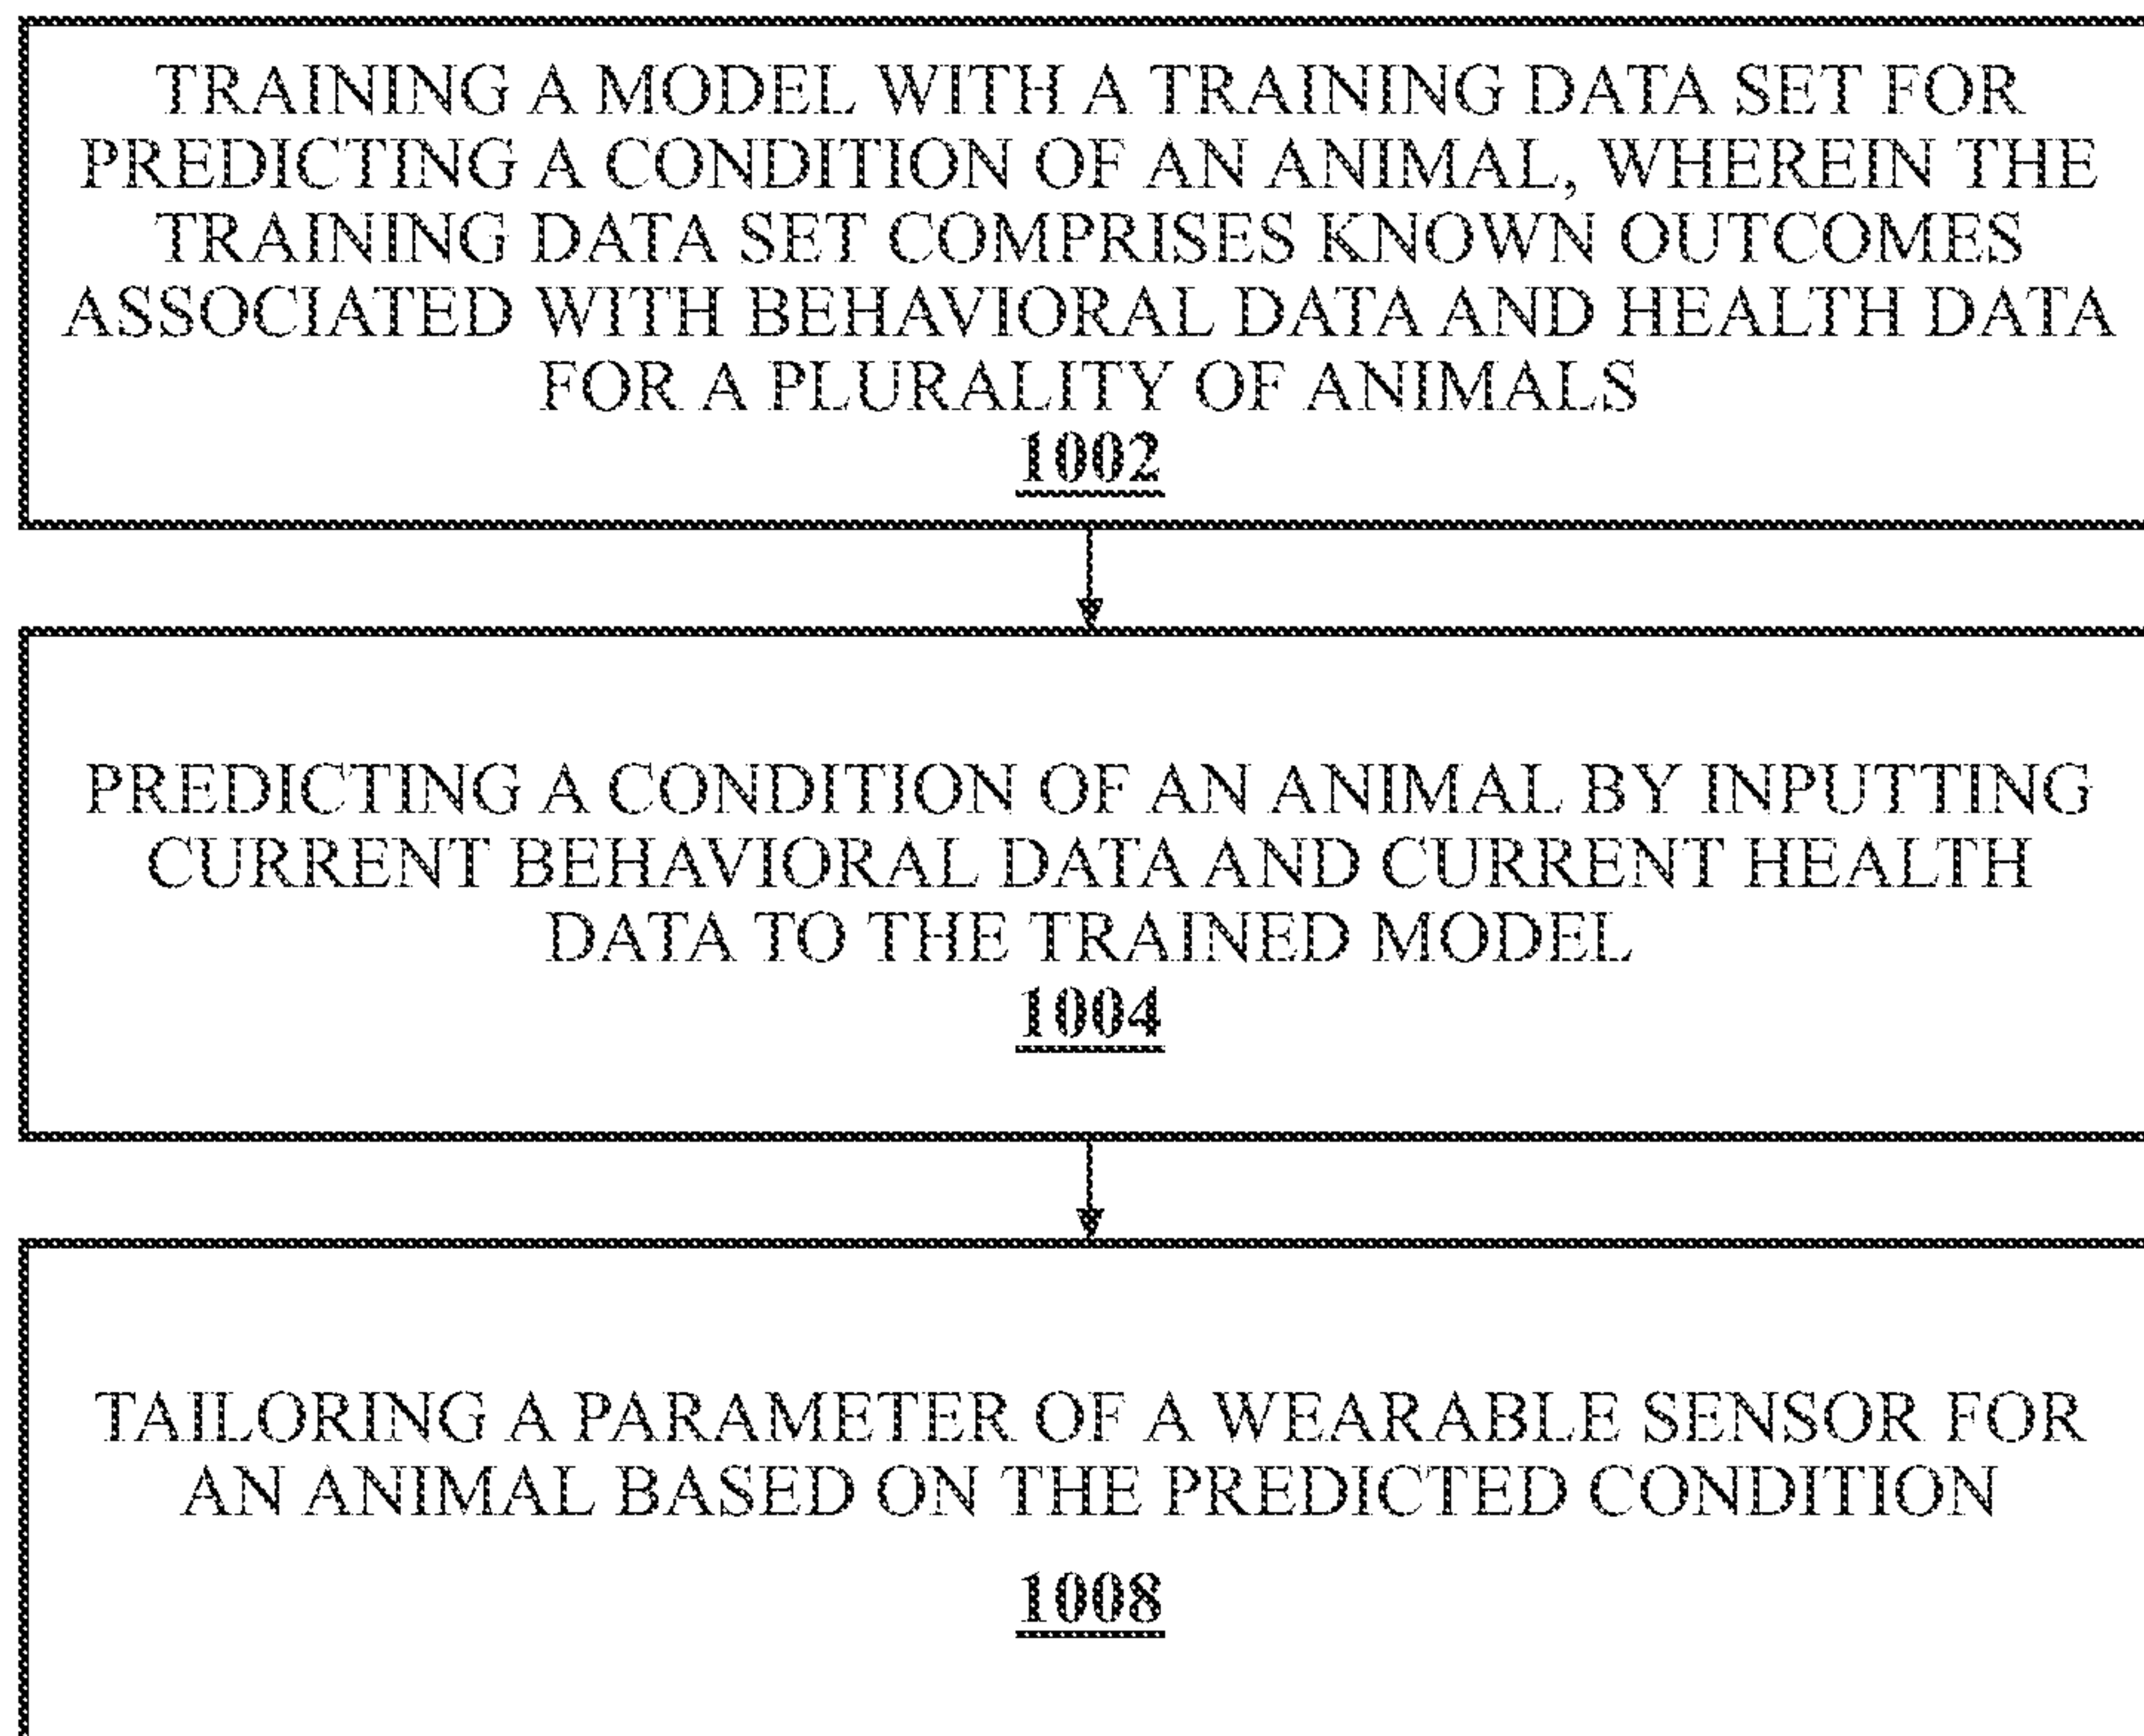 TRAINING A MODEL WITH A TRAINING DATA SET FOR
PREDICTING A CONDITION OF AN ANIMAL, WHEREIN THE
TRAINING DATA SET COMPRISES KNOWN OUTCOMES
ASSOCIATED WITH BEHAVIORAL DATA AND HEALTH DATA
FOR A PLURALITY OF ANIMALS
1002
PREDICTING A CONDITION OF AN ANIMAL BY INPUTTING
CURRENT BEHAVIORAL DATA AND CURRENT HEALTH
DATA TO THE TRAINED MODEL
1004
TAILORING A PARAMETER OF A WEARABLE SENSOR FOR
AN ANIMAL BASED ON THE PREDICTED CONDITION
1008